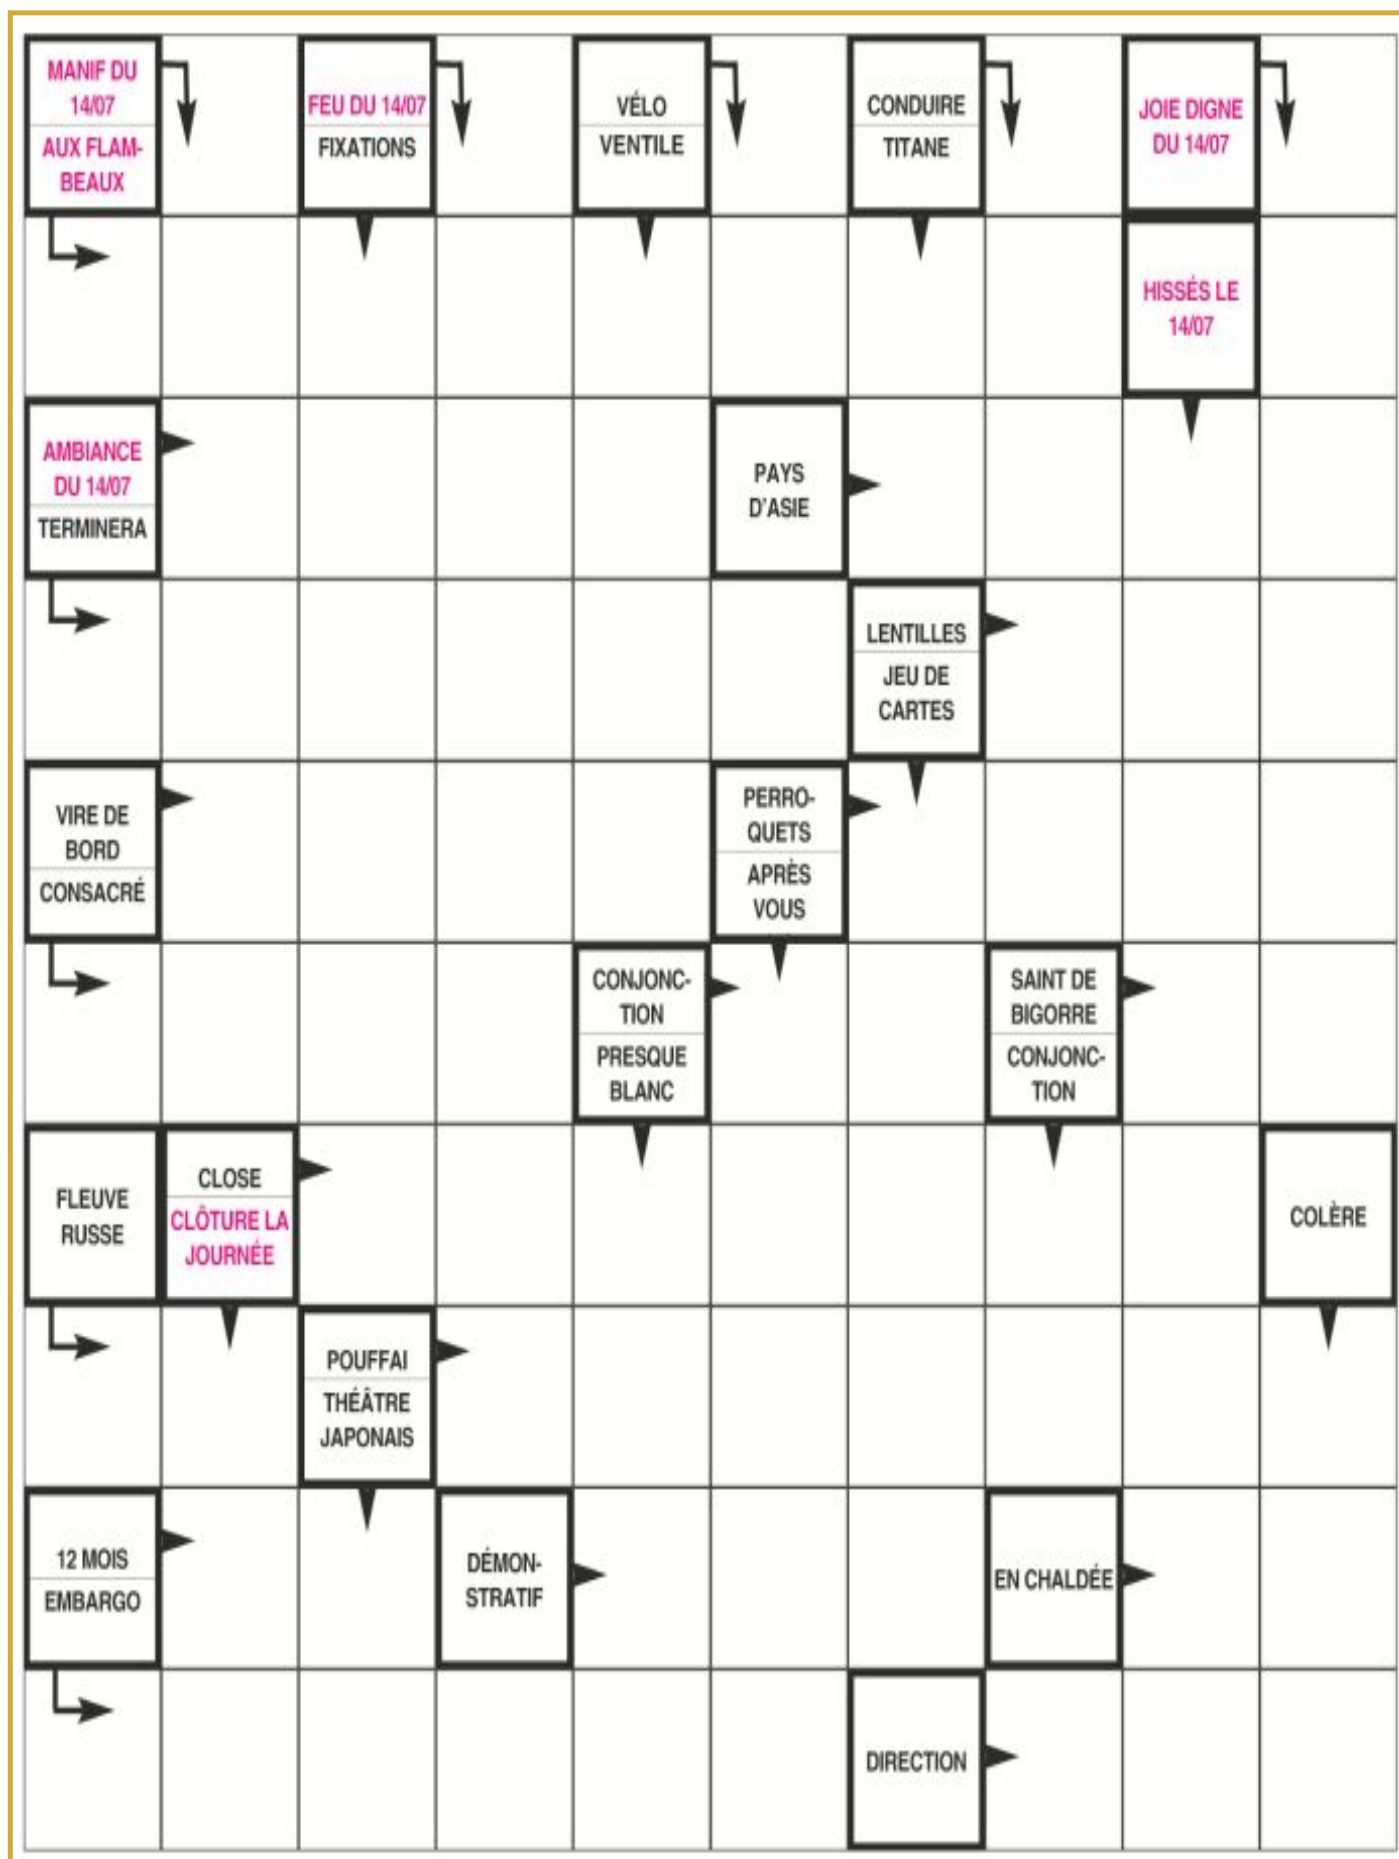 MANIF DU
14/07
AUX FLAM-
BEAUX
FEU DU 14/07
FIXATIONS
VÉLO
VENTILE
CONDUIRE
TITANE
JOIE DIGNE
DU 14/07
HISSÉS LE
14/07
AMBIANCE
DU 14/07
TERMINERA
PAYS
D'ASIE
LENTILLES
JEU DE
CARTES
VIRE DE
BORD
CONSACRÉ
PERRO-
QUETS
APRÈS
VOUS
CONJONC-
TION
PRESQUE
BLANC
SAINT DE
BIGORRE
CONJONC-
TION
FLEUVE
RUSSE
CLOSE
CLÔTURE LA
JOURNÉE
COLÈRE
POUFFAI
THÉÂTRE
JAPONAIS
12 MOIS
EMBARGO
DÉMON-
STRATIF
EN CHALDÉE
DIRECTION